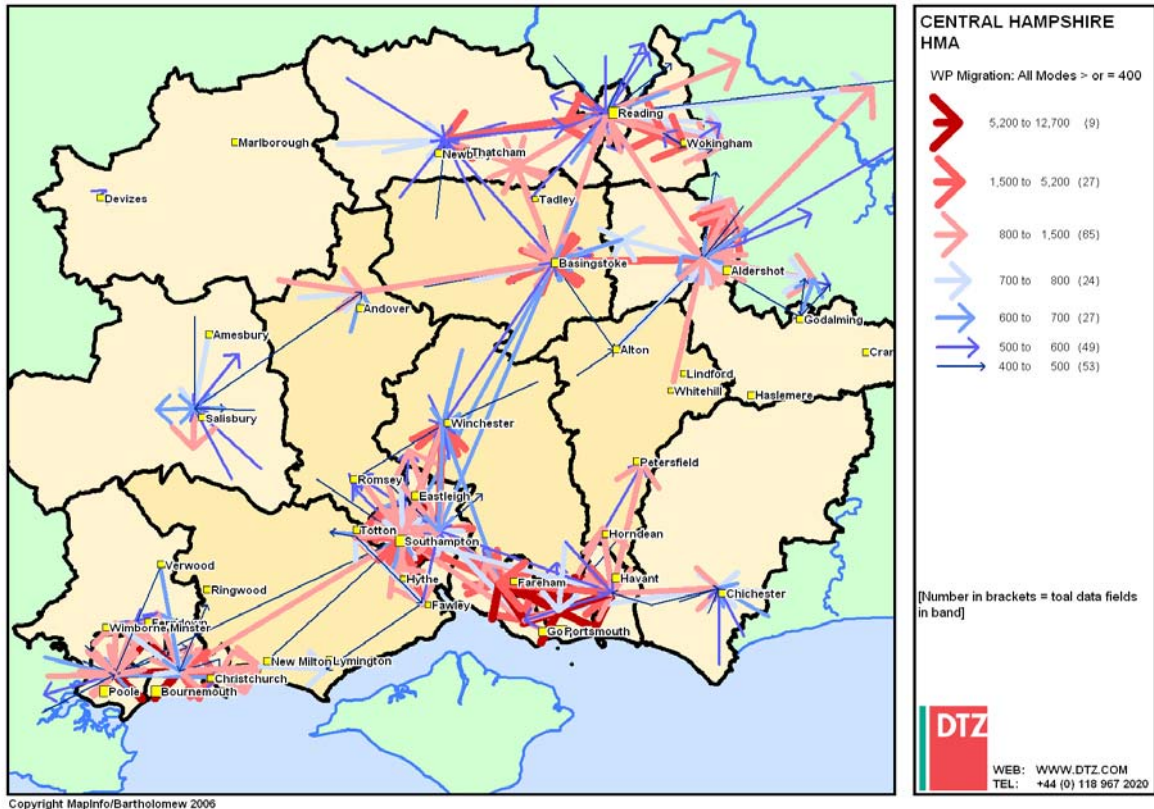 CENTRAL HAMPSHIRE
HMA
WP Migration: All Modes > or = 400
5,200 to 12,700 (9)
1,500 to 5,200 (27)
800 to 1,500 (65)
700 to 800 (24)
600 to 700 (27)
500 to 600 (49)
400 to 500 (53)
[Number in brackets = toal data fields
in band]
DTZ
WEB: WWW.DTZ.COM
TEL: +44 (0) 118 967 2020
Reading
Marlborough
Wokingham
Thatcham
Devizes
Tadley
Basingstoke
Aldershot
Andover
Godalming
Amesbury
Alton
Cran
Lindford
Whitehill
Haslemere
Salisbury
Winchester
Petersfield
Romsey
Eastleigh
Totton
Southampton
Horndean
Verwood
Hythe
Fareham
Havant
Ringwood
Fawley
Chichester
Wimborne Minster
Go
Portsmouth
New Milton
Lymington
Christchurch
Poole
Bournemouth
Copyright MapInfo/Bartholomew 2006